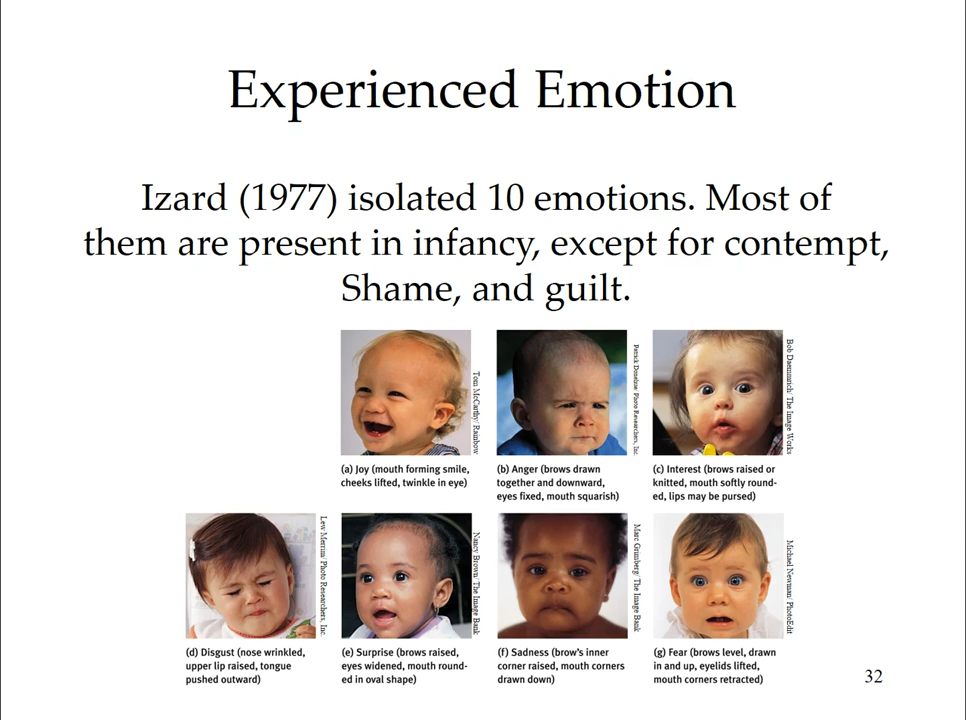 Experienced Emotion
Izard (1977) isolated 10 emotions. Most of
them are present in infancy, except for contempt,
Shame, and guilt.
Tom McCarthy/ Rainbow
Patrick Donehue/ Photo Researchers, Inc.
Bob Daemmrich/ The Image Works
(a) Joy (mouth forming smile,
cheeks lifted, twinkle in eye)
(b) Anger (brows drawn
together and downward,
eyes fixed, mouth squarish)
(c) Interest (brows raised or
knitted, mouth softly round-
ed, lips may be pursed)
Lew Merrim/ Photo Researchers, Inc.
Nancy Brown/ The Image Bank
Marc Grimberg/ The Image Bank
Michael Newman/ PhotoEdit
(d) Disgust (nose wrinkled,
upper lip raised, tongue
pushed outward)
(e) Surprise (brows raised,
eyes widened, mouth round-
ed in oval shape)
(f) Sadness (brow's inner
corner raised, mouth corners
drawn down)
(g) Fear (brows level, drawn
in and up, eyelids lifted,
mouth corners retracted)
32